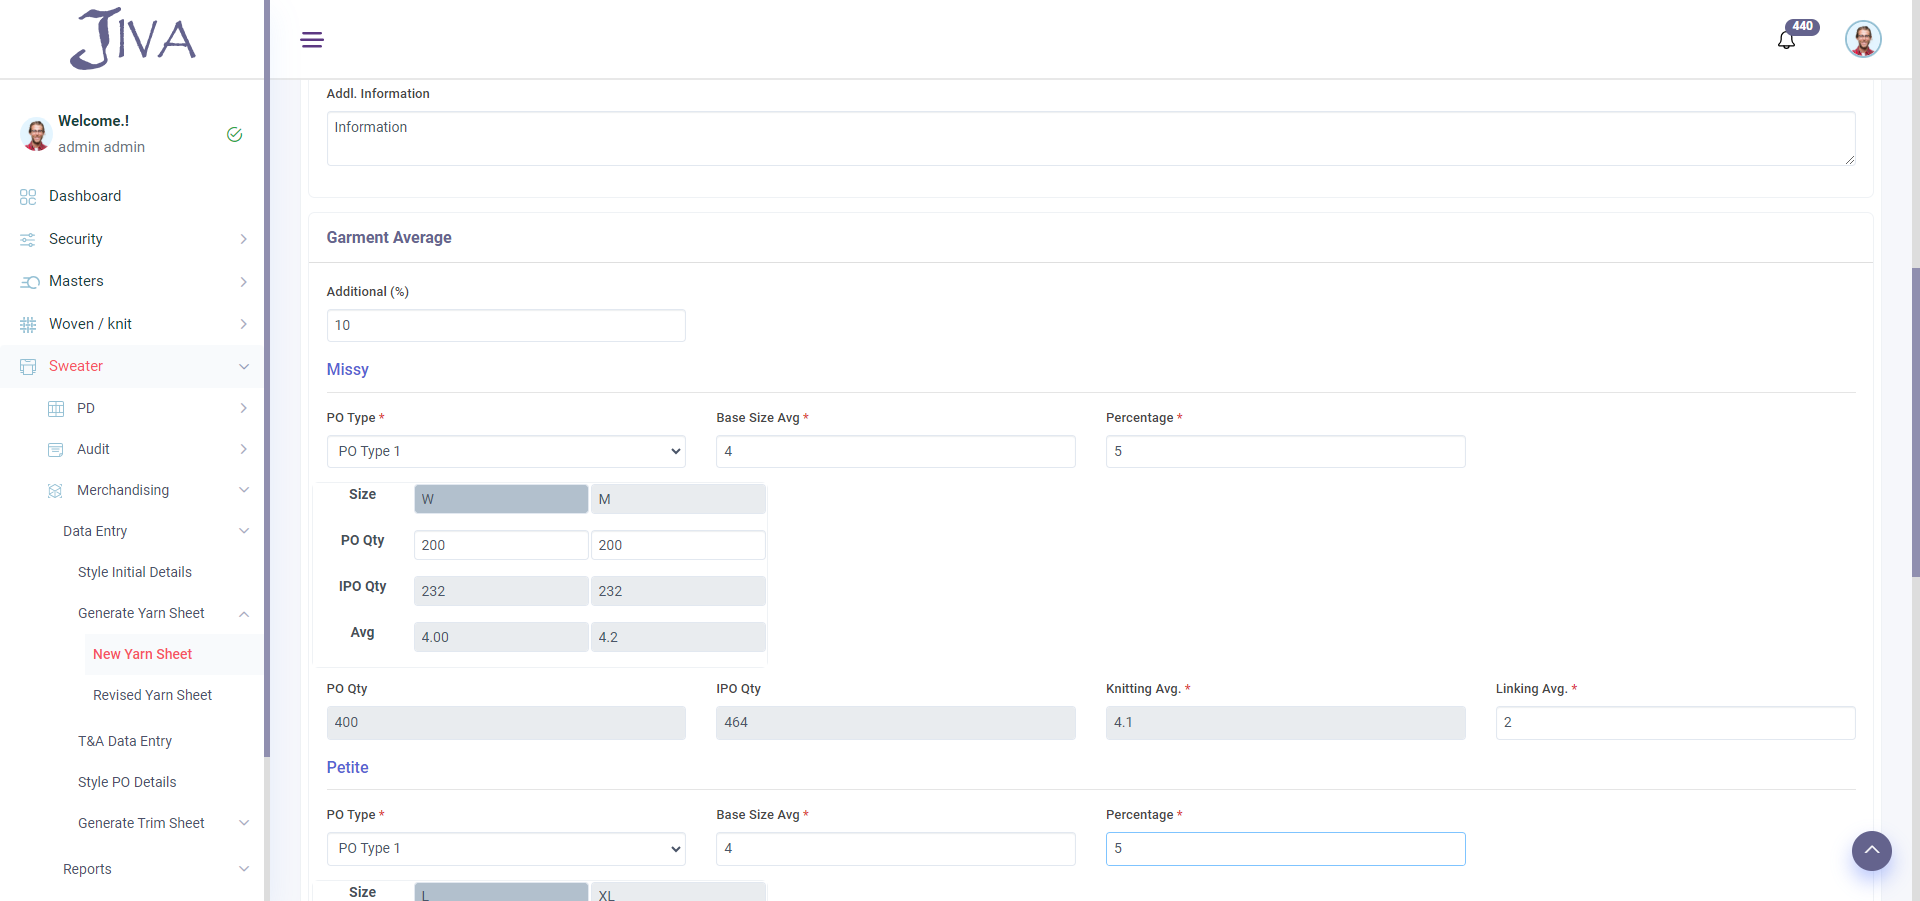 JIVA
440
Welcome.!
admin admin
Dashboard
Security
Masters
Woven / knit
Sweater
PD
Audit
Merchandising
Data Entry
Style Initial Details
Generate Yarn Sheet
New Yarn Sheet
Revised Yarn Sheet
T&A Data Entry
Style PO Details
Generate Trim Sheet
Reports
Addl. Information
Information
Garment Average
Additional (%)
10
Missy
PO Type * Base Size Avg * Percentage *
PO Type 1 4 5
Size W M
PO Qty 200 200
IPO Qty 232 232
Avg 4.00 4.2
PO Qty IPO Qty Knitting Avg. * Linking Avg. *
400 464 4.1 2
Petite
PO Type * Base Size Avg * Percentage *
PO Type 1 4 5
Size L XL